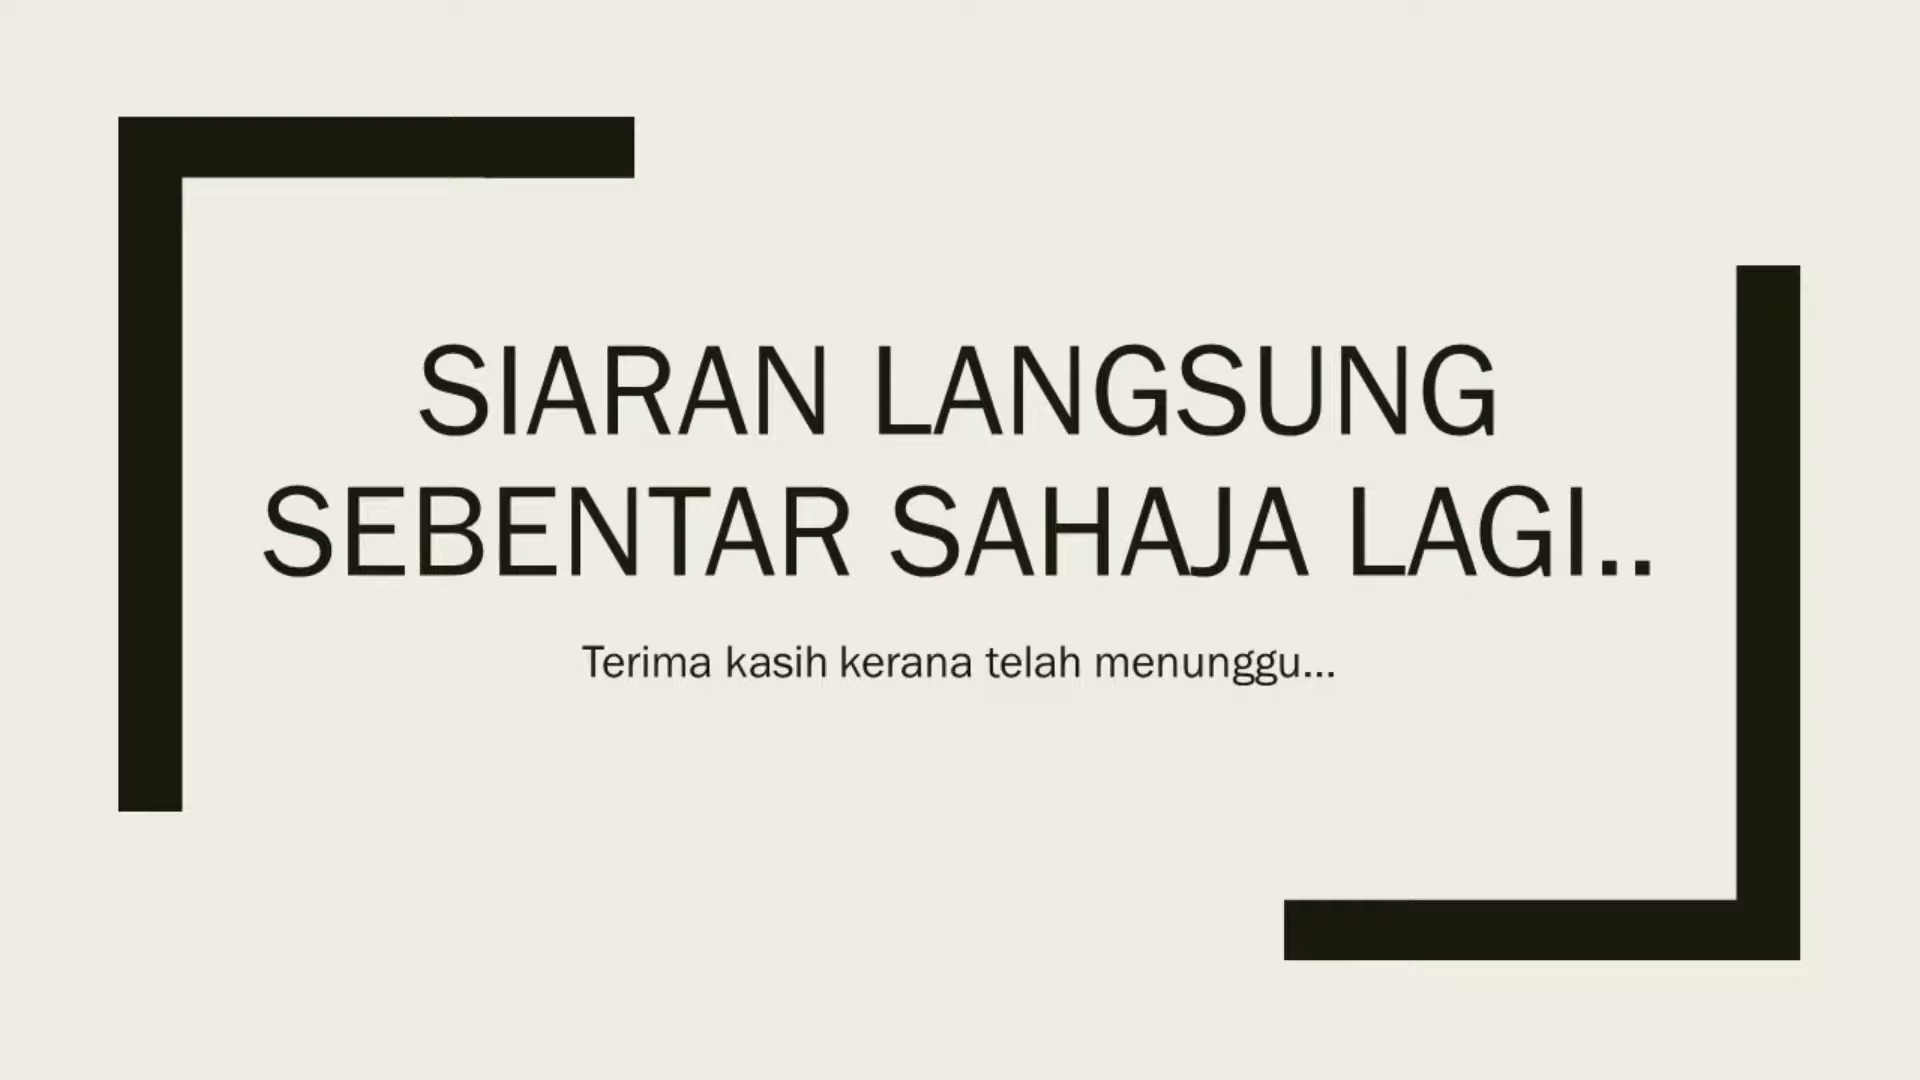 SIARAN LANGSUNG
SEBENTAR SAHAJA LAGI..
Terima kasih kerana telah menunggu...